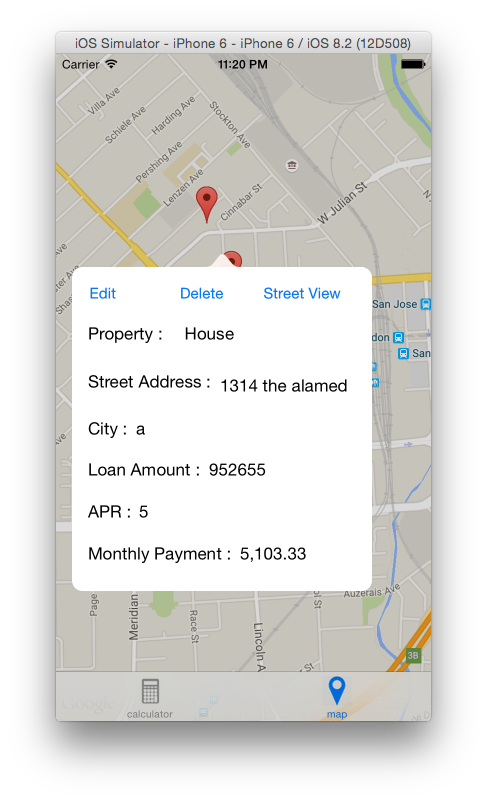 iOS Simulator - iPhone 6 - iPhone 6 / iOS 8.2 (12D508)
Carrier 11:20 PM
Villa Ave
Schiele Ave
Harding Ave
Stockton Ave
Pershing Ave
Lenzen Ave
Cinnabar St
W Julian St
Edit Delete Street View
San Jose
Property : House
don
San
Street Address : 1314 the alamed
City : a
Loan Amount : 952655
APR : 5
Monthly Payment : 5,103.33
Auzerais Ave
Meridian
Race St
Lincoln A
3B
Google
calculator map